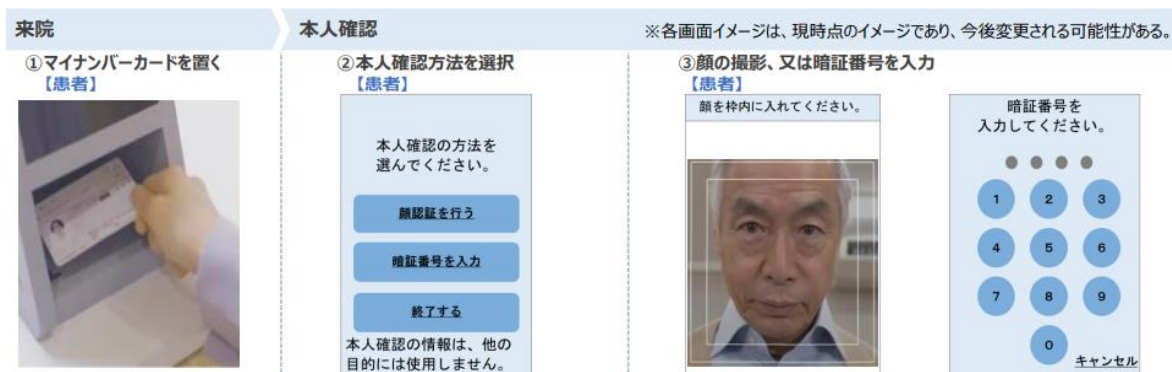 来院
本人確認
※各画面イメージは、現時点のイメージであり、今後変更される可能性がある。
①マイナンバーカードを置く
【患者】
②本人確認方法を選択
【患者】
本人確認の方法を
選んでください。
顔認証を行う
暗証番号を入力
終了する
本人確認の情報は、他の
目的には使用しません。
③顔の撮影、又は暗証番号を入力
【患者】
顔を枠内に入れてください。
暗証番号を
入力してください。
1 2 3
4 5 6
7 8 9
0
キャンセル